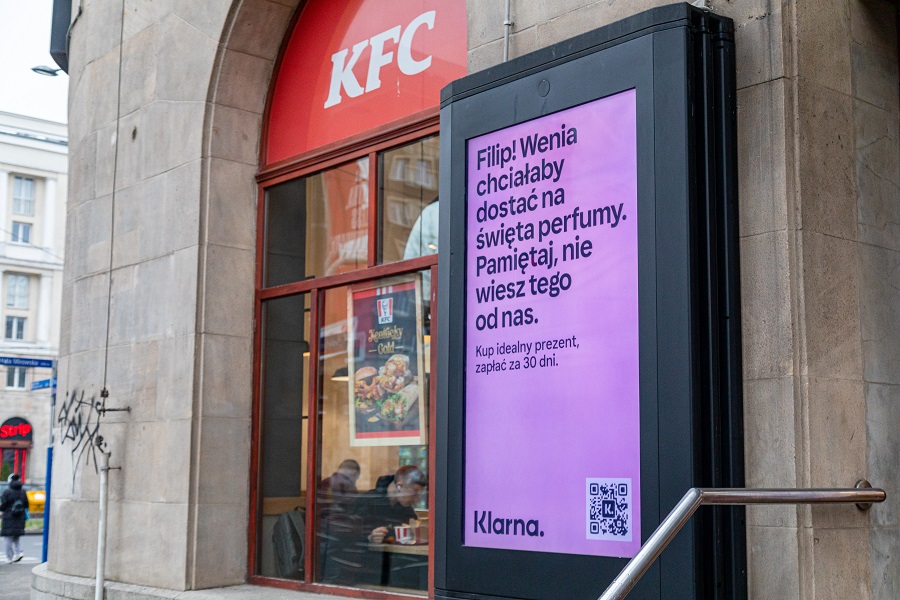 KFC
Filip! Wenia
chciałaby
dostać na
święta perfumy.
Pamiętaj, nie
wiesz tego
od nas.
Kup idealny prezent,
zapłać za 30 dni.
Klarna.
K.
KFC
Kentucky
Gold
Strip